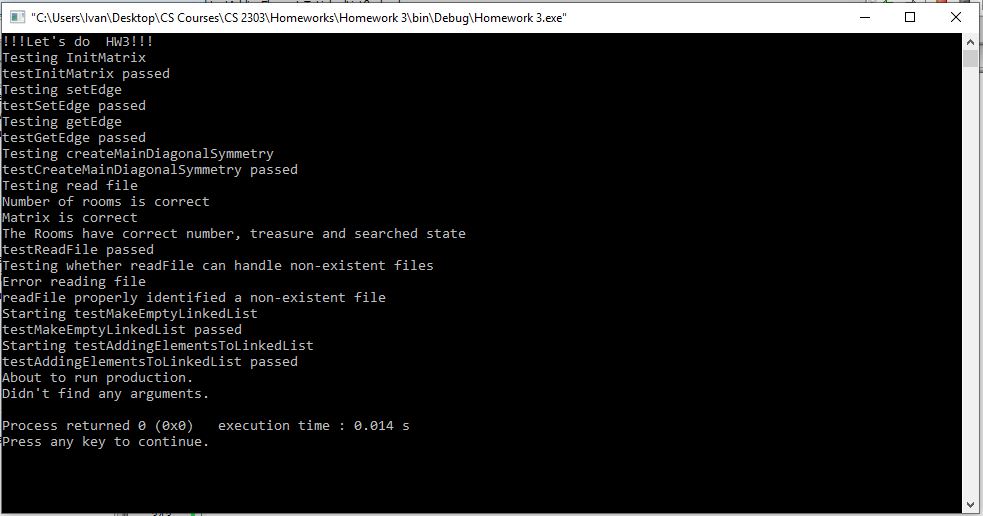 "C:\Users\Ivan\Desktop\CS Courses\CS 2303\Homeworks\Homework 3\bin\Debug\Homework 3.exe"
!!!Let's do  HW3!!!
Testing InitMatrix
testInitMatrix passed
Testing setEdge
testSetEdge passed
Testing getEdge
testGetEdge passed
Testing createMainDiagonalSymmetry
testCreateMainDiagonalSymmetry passed
Testing read file
Number of rooms is correct
Matrix is correct
The Rooms have correct number, treasure and searched state
testReadFile passed
Testing whether readFile can handle non-existent files
Error reading file
readFile properly identified a non-existent file
Starting testMakeEmptyLinkedList
testMakeEmptyLinkedList passed
Starting testAddingElementsToLinkedList
testAddingElementsToLinkedList passed
About to run production.
Didn't find any arguments.
Process returned 0 (0x0)   execution time : 0.014 s
Press any key to continue.